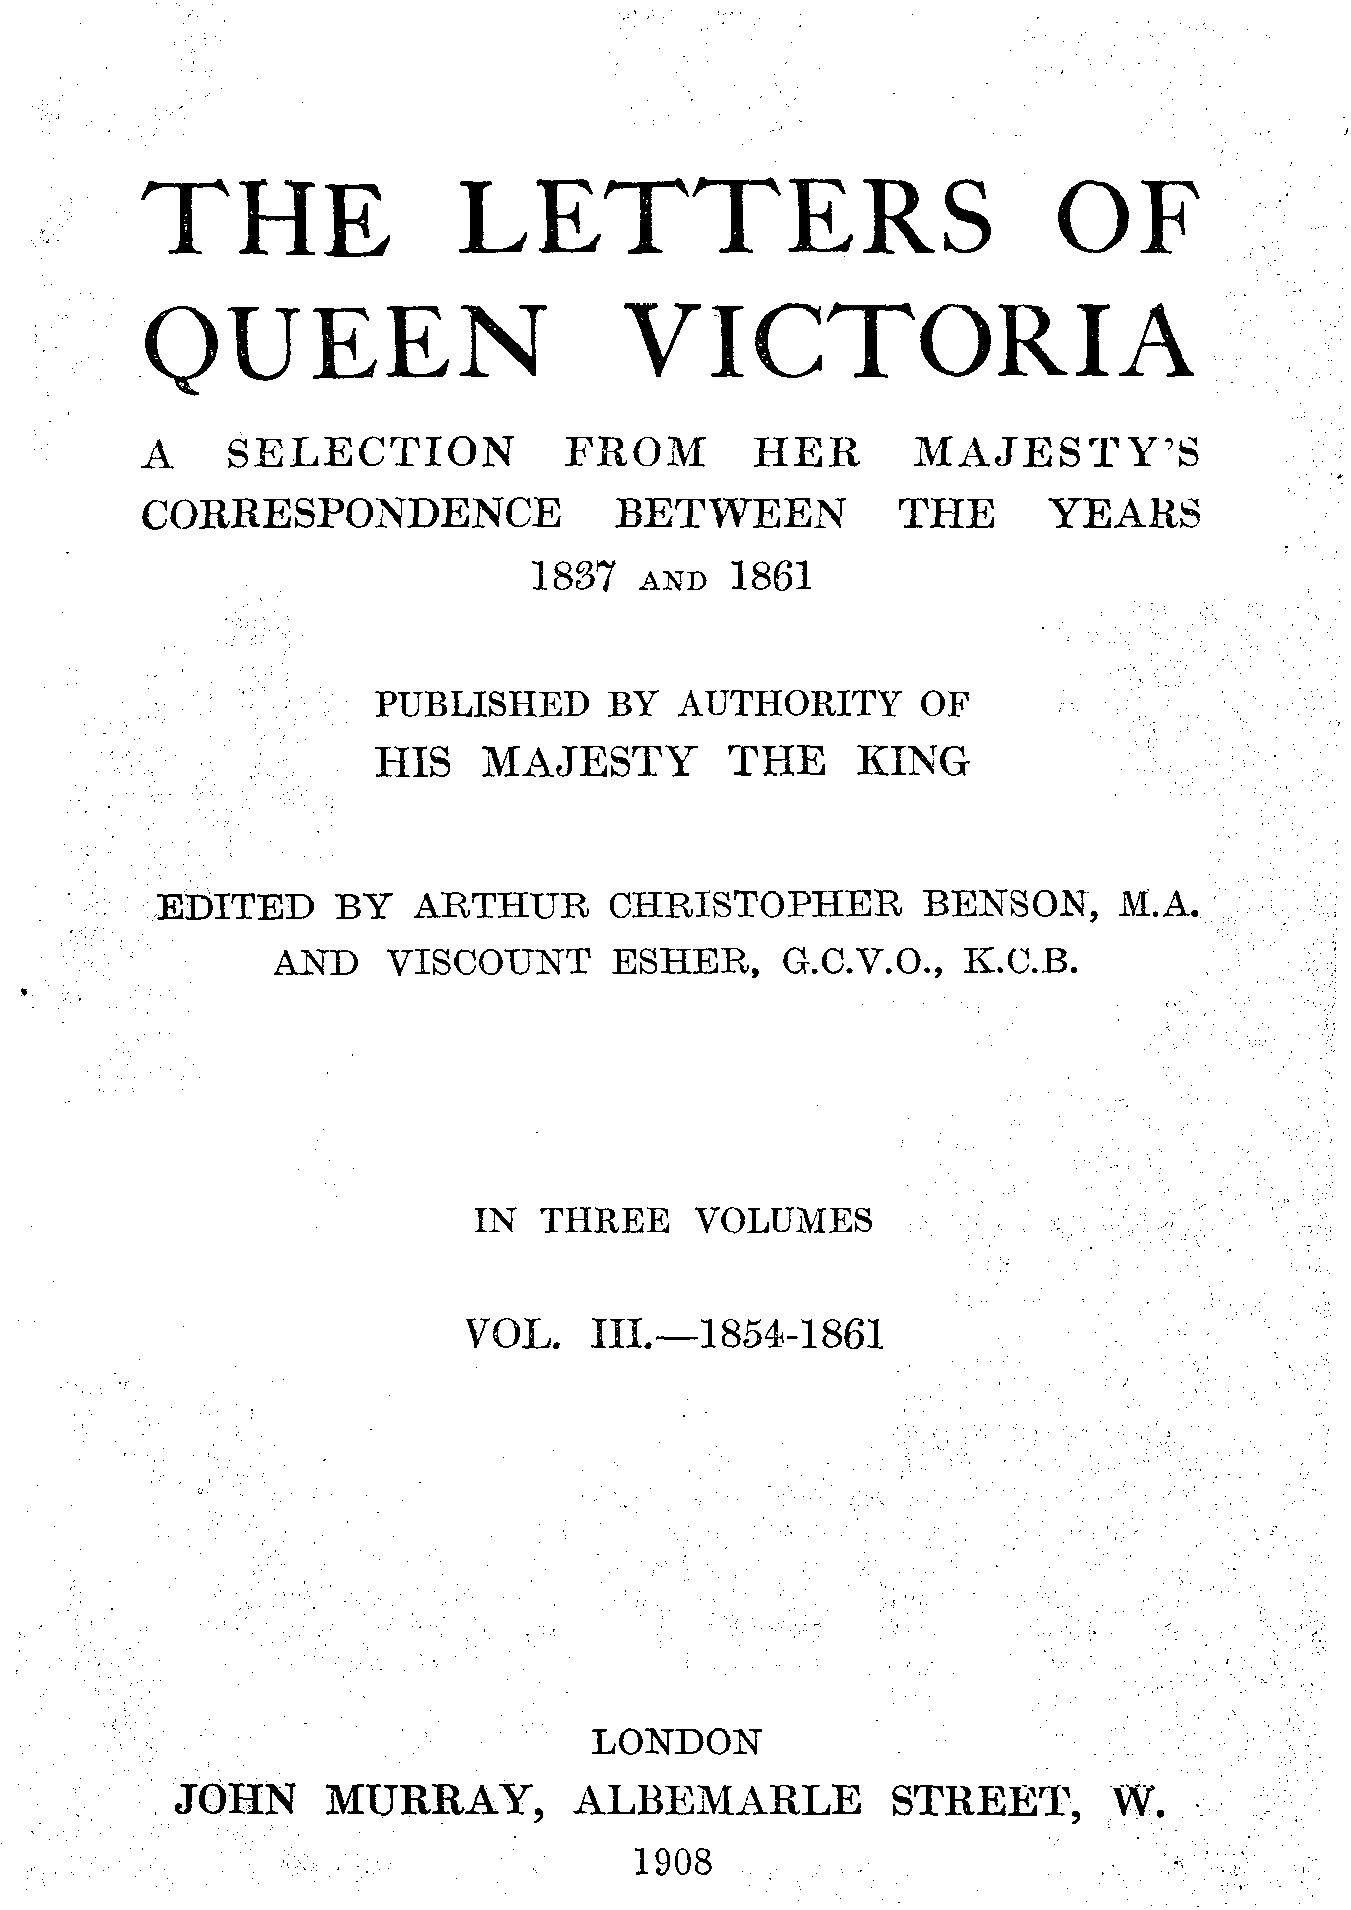 THE LETTERS OF
QUEEN VICTORIA
A SELECTION FROM HER MAJESTY'S
CORRESPONDENCE BETWEEN THE YEARS
1837 AND 1861
PUBLISHED BY AUTHORITY OF
HIS MAJESTY THE KING
EDITED BY ARTHUR CHRISTOPHER BENSON, M.A.
AND VISCOUNT ESHER, G.C.V.O., K.C.B.
IN THREE VOLUMES
VOL. III.—1854-1861
LONDON
JOHN MURRAY, ALBEMARLE STREET, W.
1908